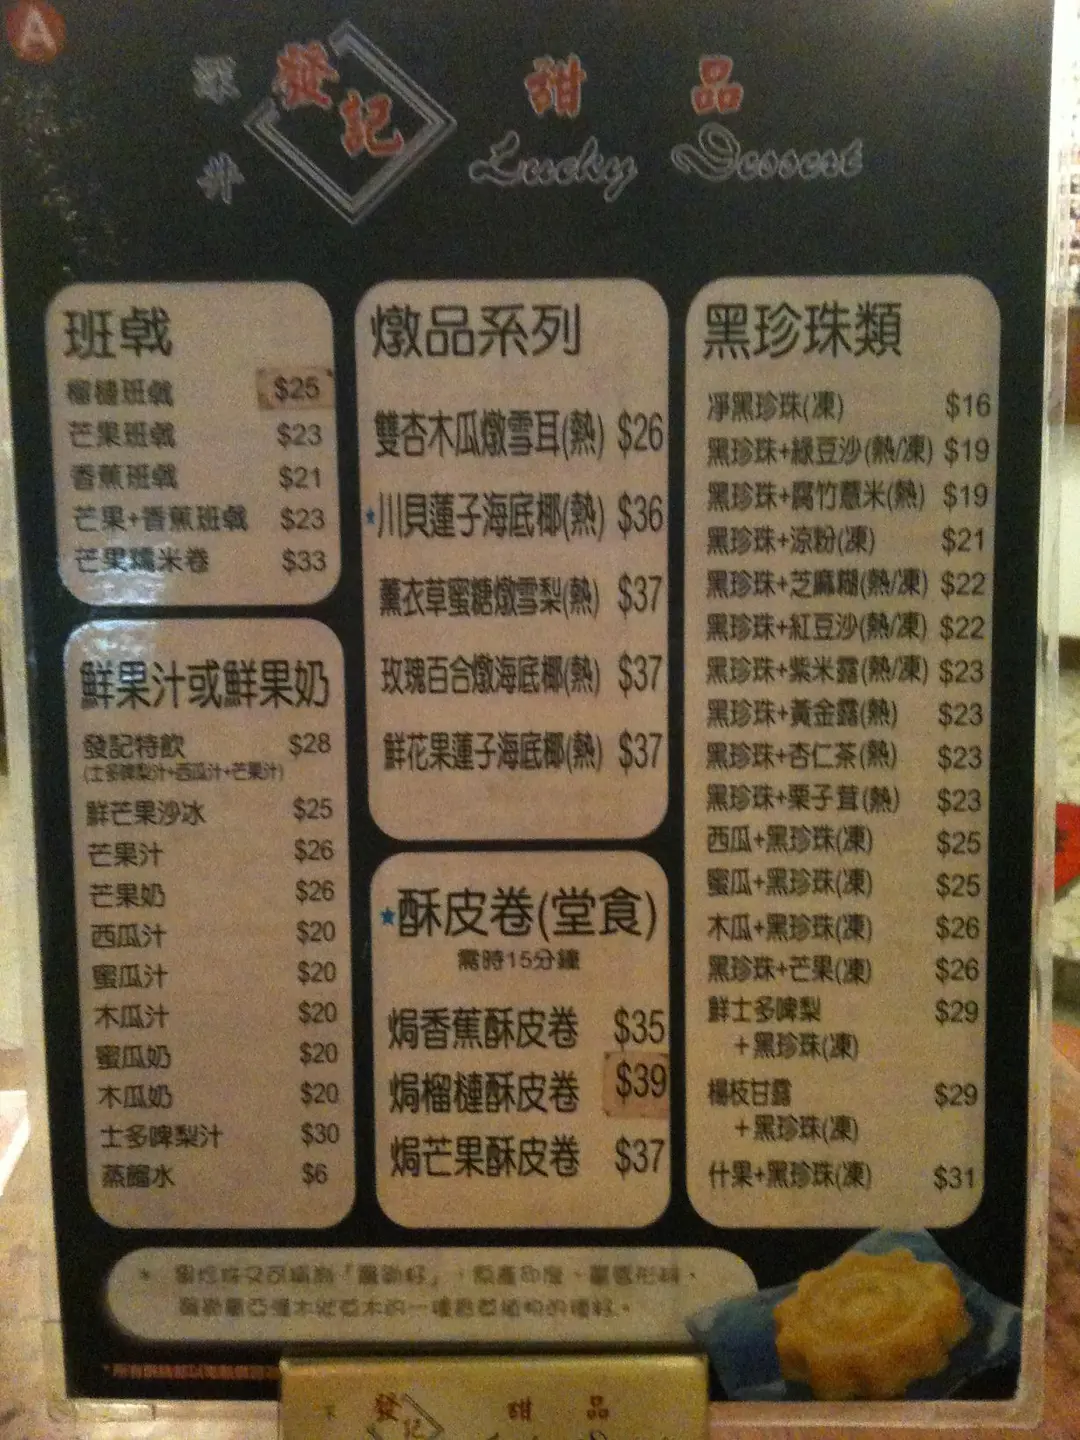 A
發記 甜品
Lucky Dessert
班戟
榴槤班戟 $25
芒果班戟 $23
香蕉班戟 $21
芒果+香蕉班戟 $23
芒果糯米卷 $33
鮮果汁或鮮果奶
發記特飲 $28
(士多啤梨汁+西瓜汁+芒果汁)
鮮芒果沙冰 $25
芒果汁 $26
芒果奶 $26
西瓜汁 $20
蜜瓜汁 $20
木瓜汁 $20
蜜瓜奶 $20
木瓜奶 $20
士多啤梨汁 $30
蒸餾水 $6
燉品系列
雙杏木瓜燉雪耳(熱) $26
★川貝蓮子海底椰(熱) $36
薰衣草蜜糖燉雪梨(熱) $37
玫瑰百合燉海底椰(熱) $37
鮮花果蓮子海底椰(熱) $37
★酥皮卷(堂食)
需時15分鐘
焗香蕉酥皮卷 $35
焗榴槤酥皮卷 $39
焗芒果酥皮卷 $37
黑珍珠類
凈黑珍珠(凍) $16
黑珍珠+綠豆沙(熱/凍) $19
黑珍珠+腐竹薏米(熱) $19
黑珍珠+涼粉(凍) $21
黑珍珠+芝麻糊(熱/凍) $22
黑珍珠+紅豆沙(熱/凍) $22
黑珍珠+紫米露(熱/凍) $23
黑珍珠+黃金露(熱) $23
黑珍珠+杏仁茶(熱) $23
黑珍珠+栗子茸(熱) $23
西瓜+黑珍珠(凍) $25
蜜瓜+黑珍珠(凍) $25
木瓜+黑珍珠(凍) $26
黑珍珠+芒果(凍) $26
鮮士多啤梨 $29
+黑珍珠(凍)
楊枝甘露 $29
+黑珍珠(凍)
什果+黑珍珠(凍) $31
發記 甜品